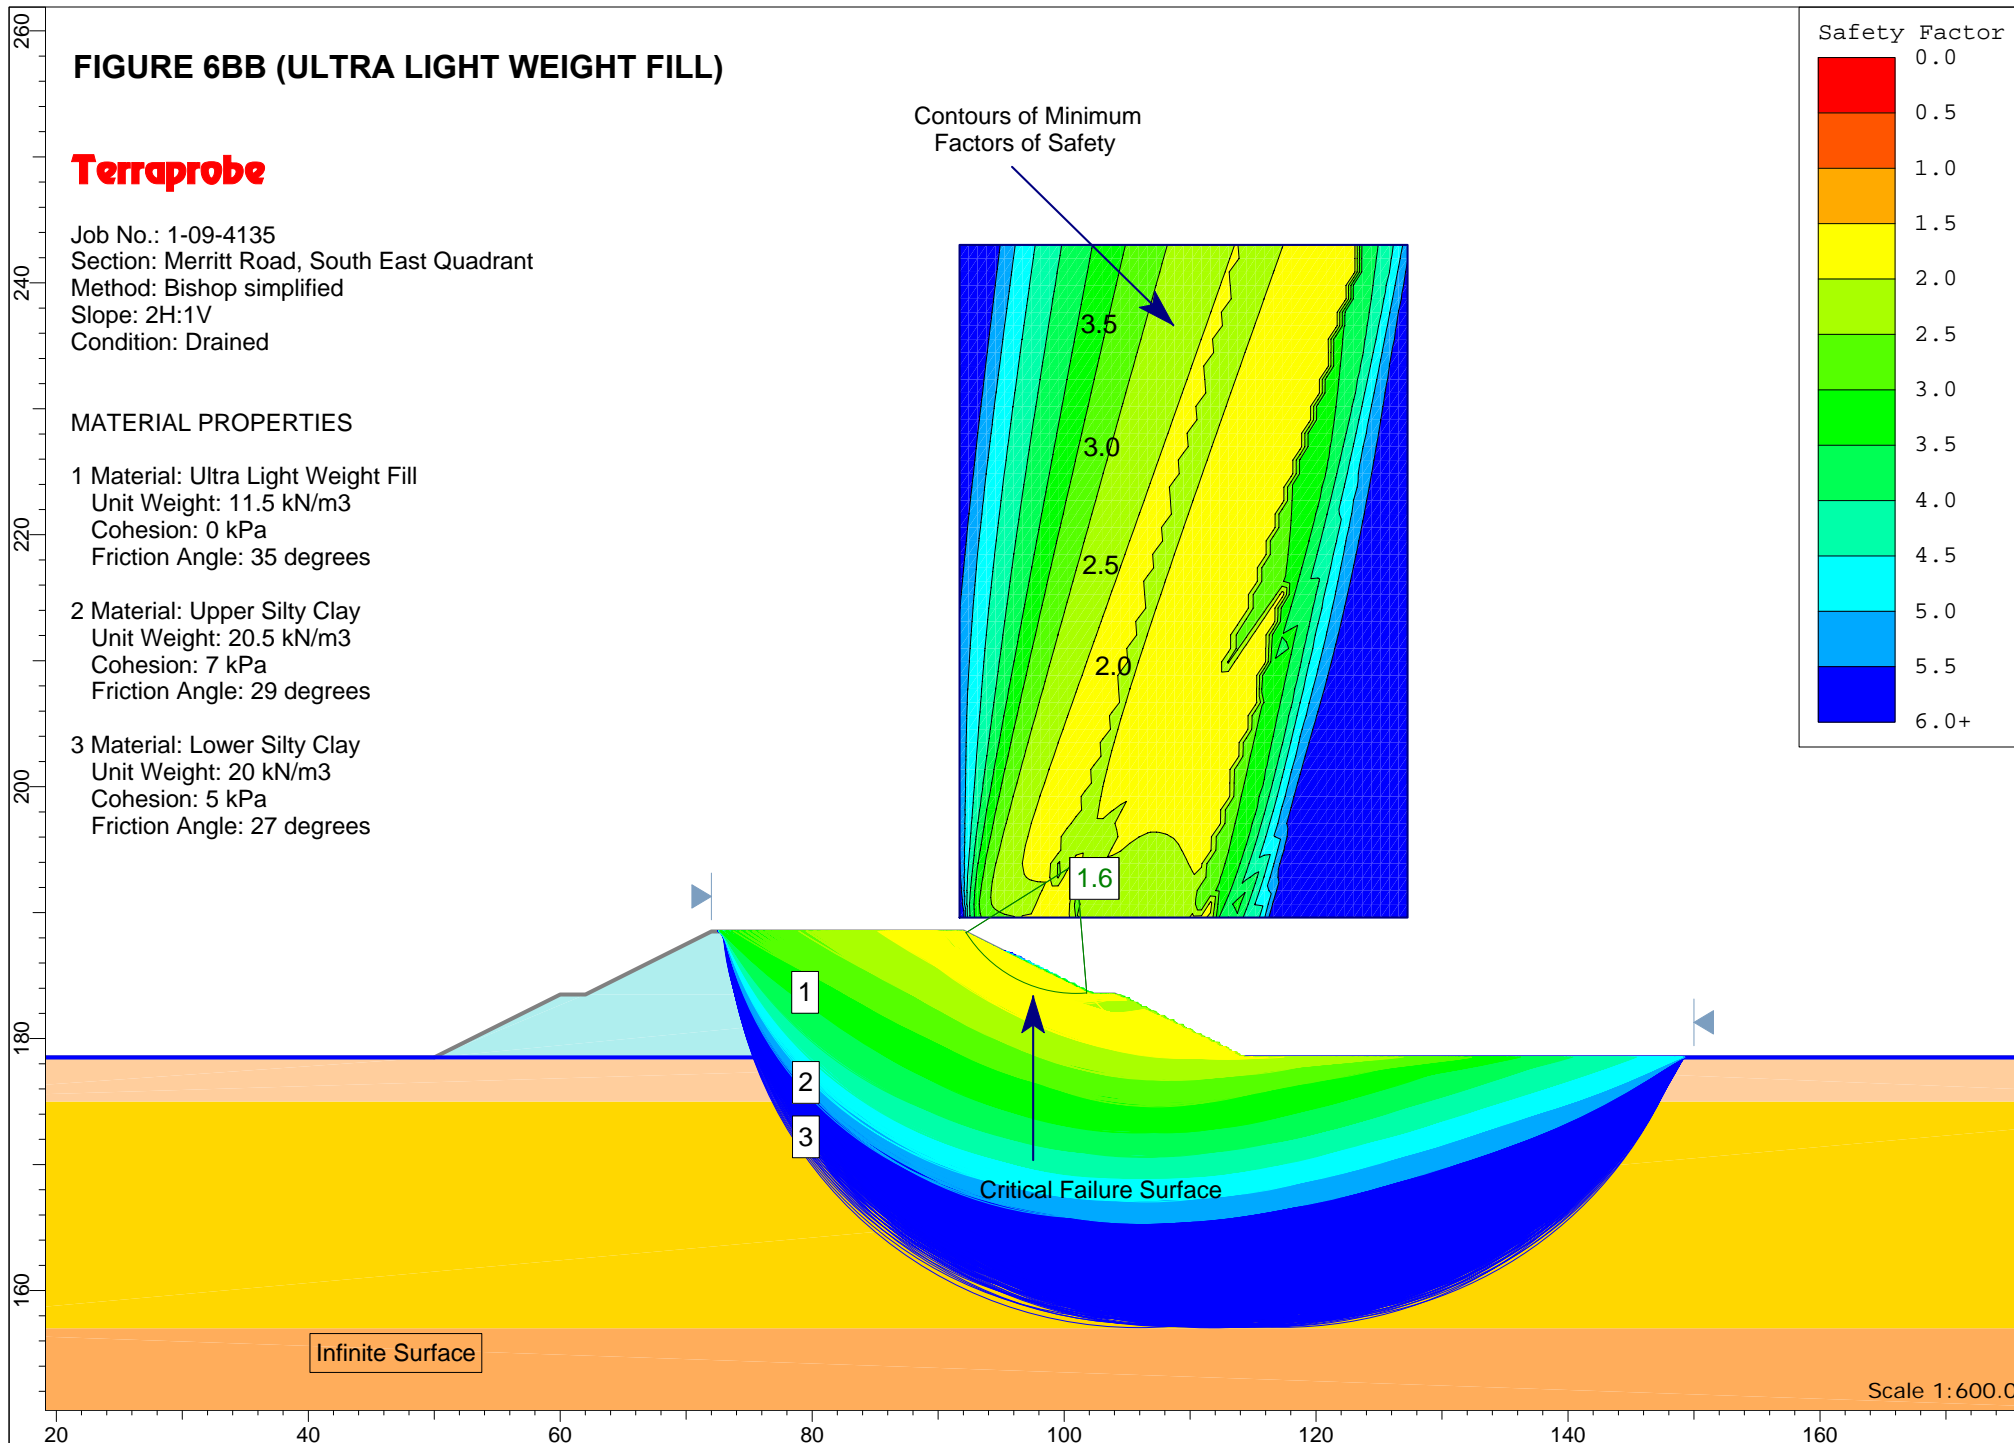 FIGURE 6BB (ULTRA LIGHT WEIGHT FILL)
Terraprobe
Job No.: 1-09-4135
Section: Merritt Road, South East Quadrant
Method: Bishop simplified
Slope: 2H:1V
Condition: Drained
MATERIAL PROPERTIES
1 Material: Ultra Light Weight Fill
Unit Weight: 11.5 kN/m3
Cohesion: 0 kPa
Friction Angle: 35 degrees
2 Material: Upper Silty Clay
Unit Weight: 20.5 kN/m3
Cohesion: 7 kPa
Friction Angle: 29 degrees
3 Material: Lower Silty Clay
Unit Weight: 20 kN/m3
Cohesion: 5 kPa
Friction Angle: 27 degrees
Contours of Minimum
Factors of Safety
3.5
3.0
2.5
2.0
1.6
Safety Factor
0.0
0.5
1.0
1.5
2.0
2.5
3.0
3.5
4.0
4.5
5.0
5.5
6.0+
1
2
3
Critical Failure Surface
Infinite Surface
Scale 1:600.0
260
240
220
200
180
160
20
40
60
80
100
120
140
160